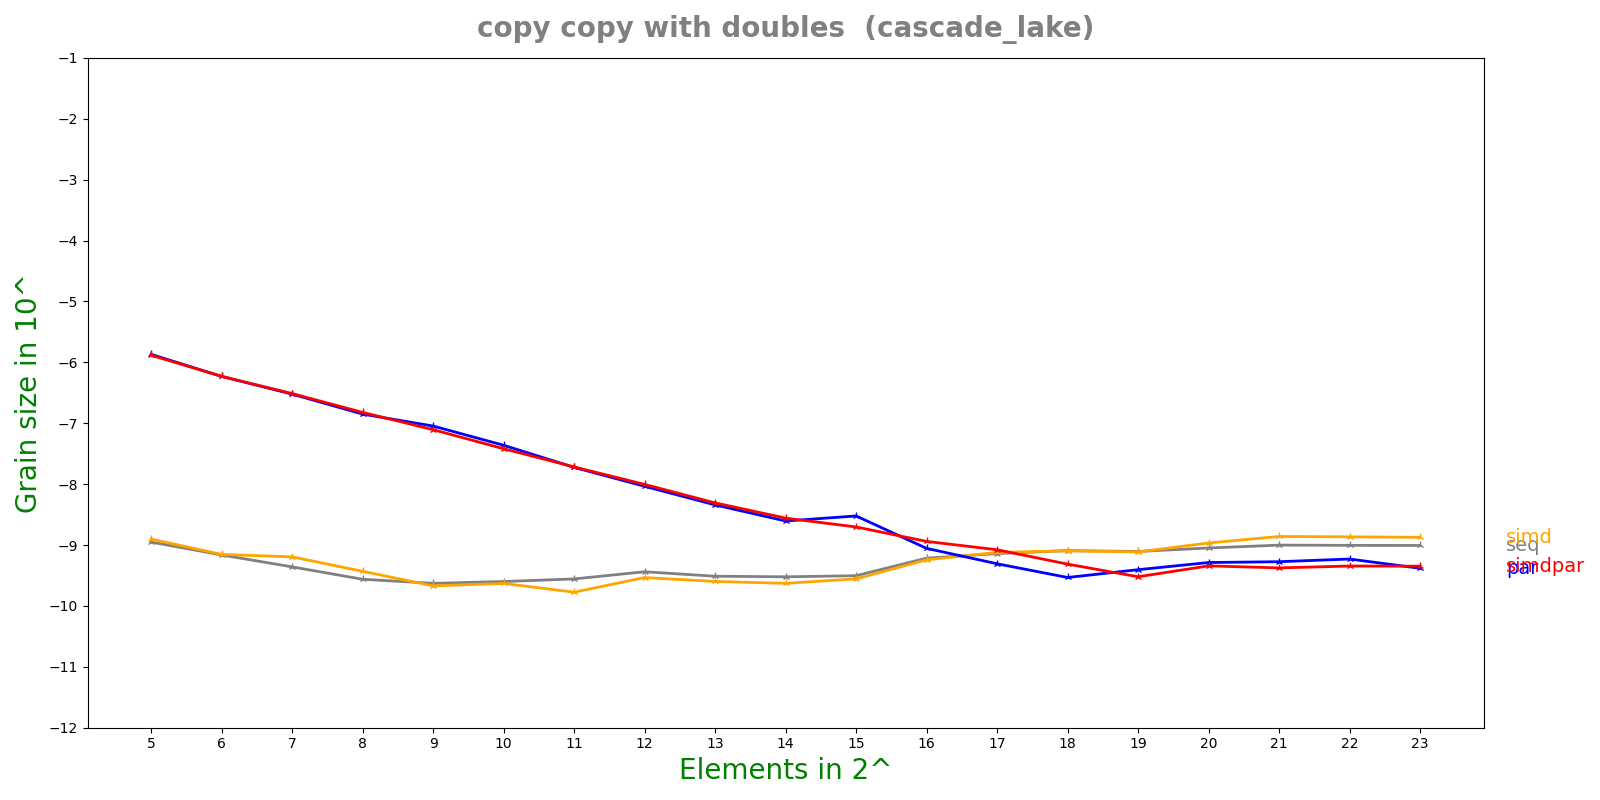 copy copy with doubles  (cascade_lake)
Grain size in 10^
−1
−2
−3
−4
−5
−6
−7
−8
−9
−10
−11
−12
5 6 7 8 9 10 11 12 13 14 15 16 17 18 19 20 21 22 23
Elements in 2^
simd
seq
simdpar
par